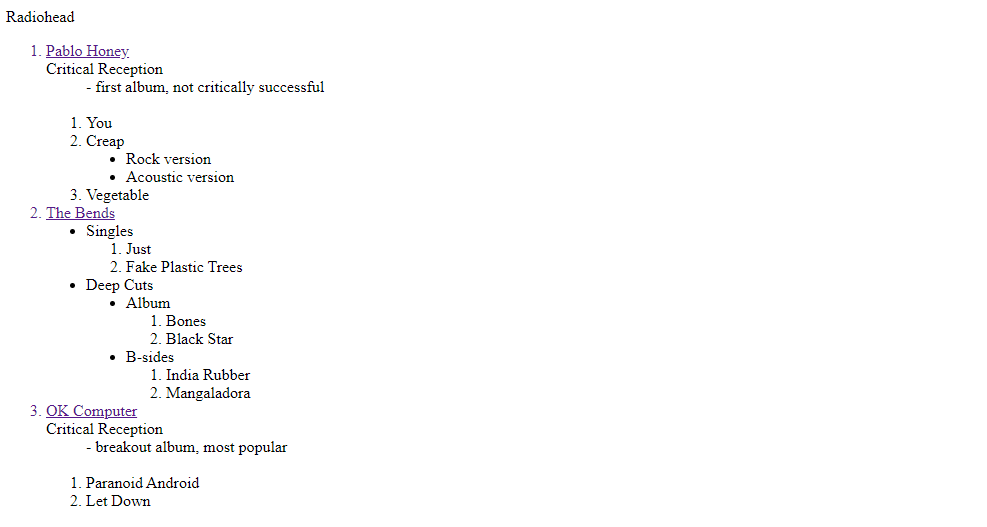 Radiohead
1. Pablo Honey
Critical Reception
- first album, not critically successful
1. You
2. Creap
• Rock version
• Acoustic version
3. Vegetable
2. The Bends
• Singles
1. Just
2. Fake Plastic Trees
• Deep Cuts
• Album
1. Bones
2. Black Star
• B-sides
1. India Rubber
2. Mangaladora
3. OK Computer
Critical Reception
- breakout album, most popular
1. Paranoid Android
2. Let Down